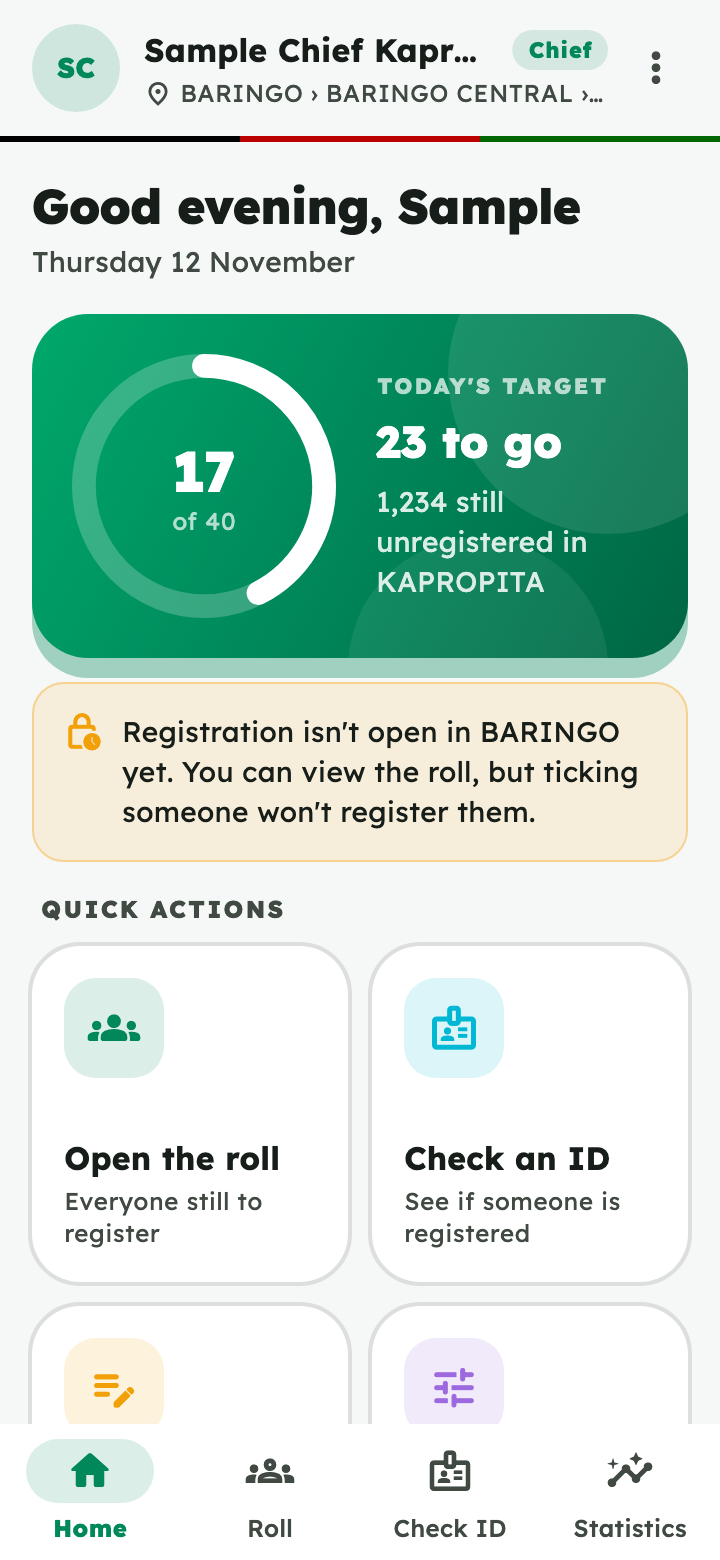 SC
Sample Chief Kapr...
Chief
BARINGO › BARINGO CENTRAL ›...
Good evening, Sample
Thursday 12 November
17
of 40
TODAY'S TARGET
23 to go
1,234 still
unregistered in
KAPROPITA
Registration isn't open in BARINGO
yet. You can view the roll, but ticking
someone won't register them.
QUICK ACTIONS
Open the roll
Everyone still to
register
Check an ID
See if someone is
registered
Home
Roll
Check ID
Statistics